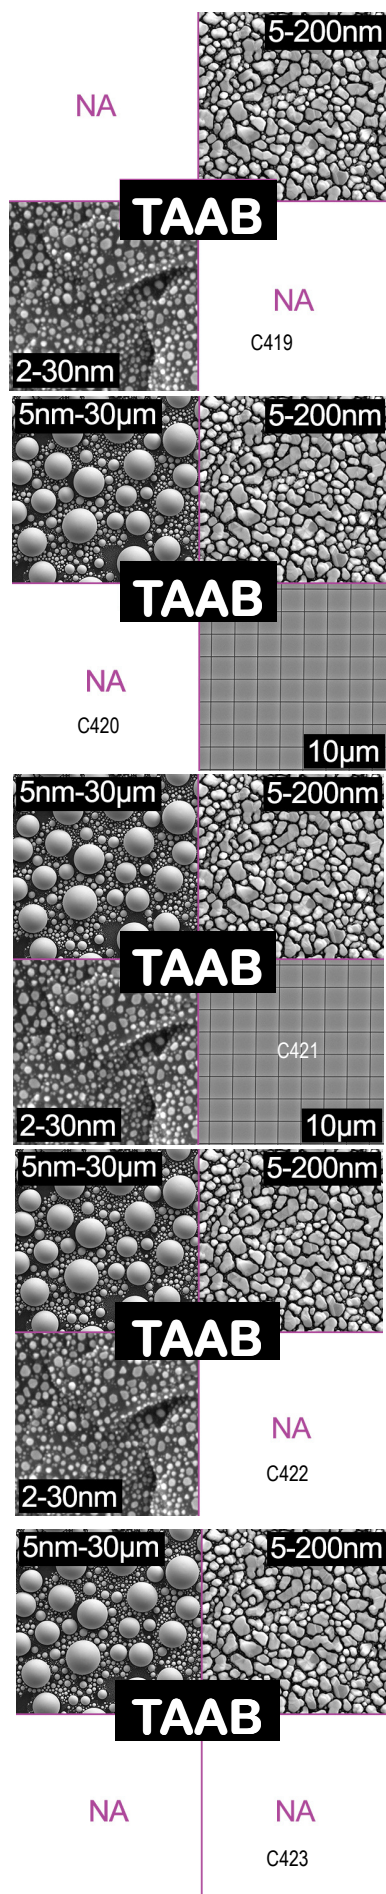 5-200nm
NA
TAAB
NA
C419
2-30nm
5nm-30µm 5-200nm
TAAB
NA
C420
10µm
5nm-30µm 5-200nm
TAAB
C421
2-30nm 10µm
5nm-30µm 5-200nm
TAAB
NA
C422
2-30nm
5nm-30µm 5-200nm
TAAB
NA NA
C423